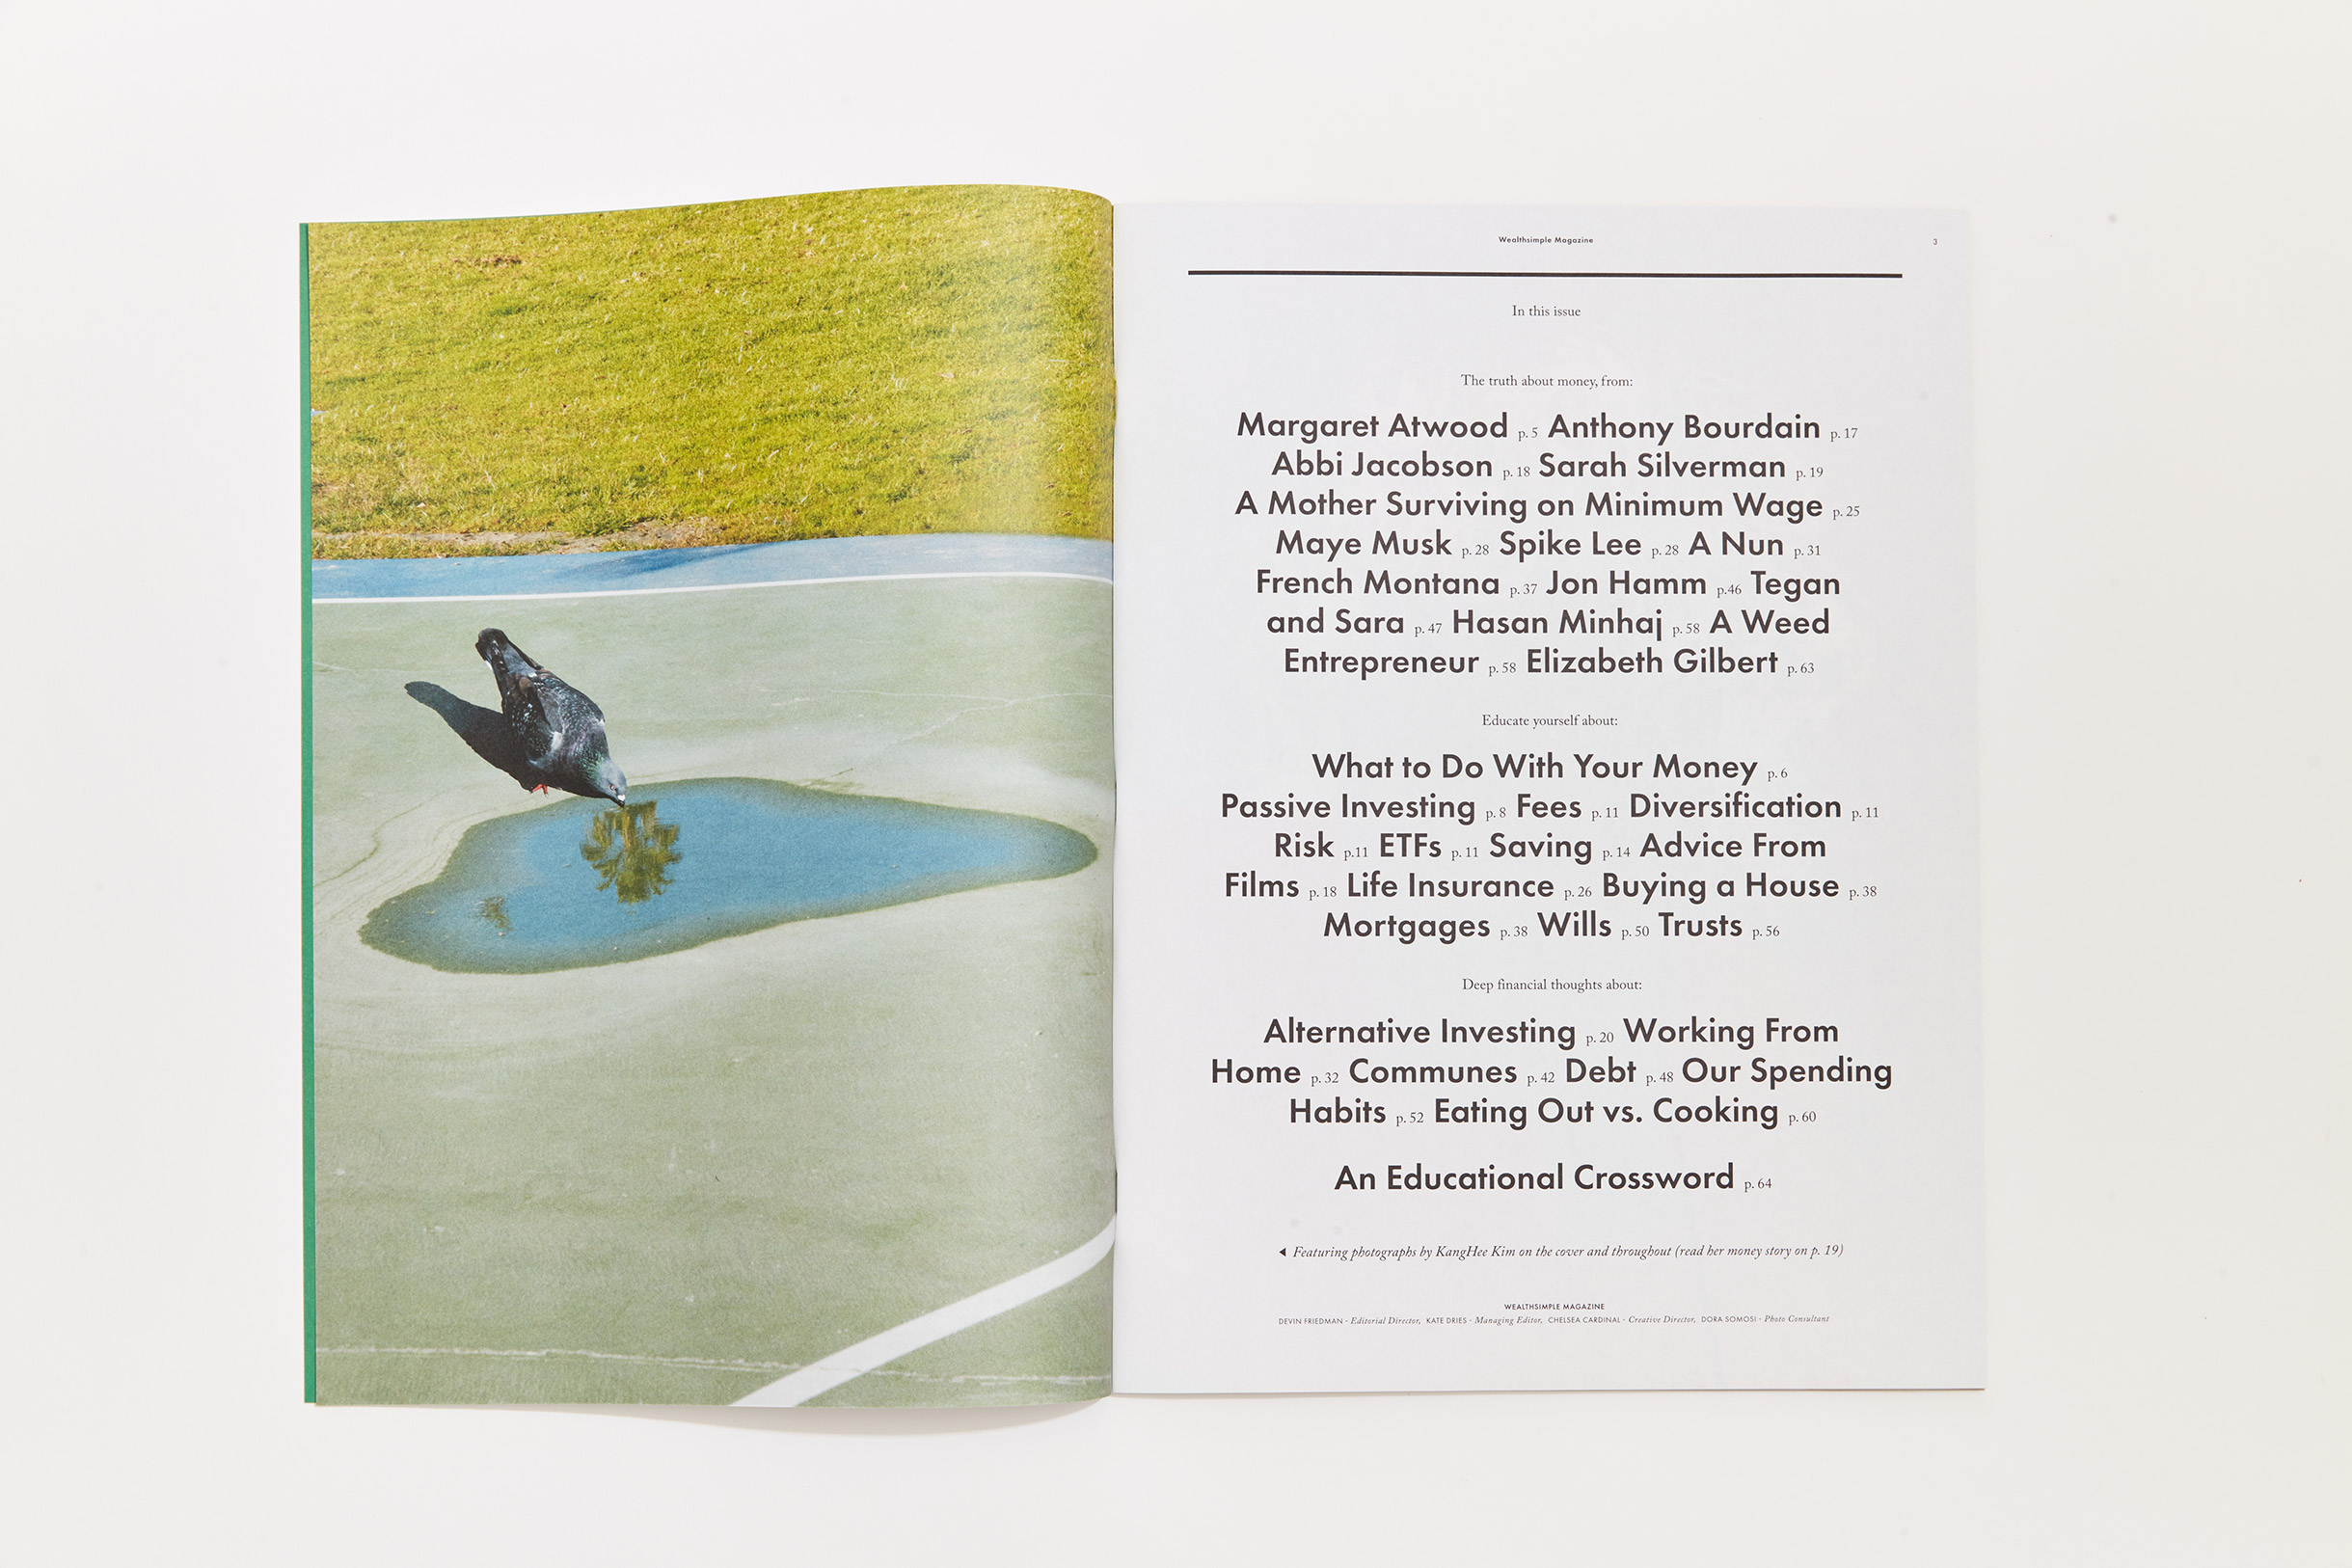 Wealthsimple Magazine
3
In this issue
The truth about money, from:
Margaret Atwood p. 5 Anthony Bourdain p. 17
Abbi Jacobson p. 18 Sarah Silverman p. 19
A Mother Surviving on Minimum Wage p. 25
Maye Musk p. 28 Spike Lee p. 28 A Nun p. 31
French Montana p. 37 Jon Hamm p.46 Tegan
and Sara p. 47 Hasan Minhaj p. 58 A Weed
Entrepreneur p. 58 Elizabeth Gilbert p. 63
Educate yourself about:
What to Do With Your Money p. 6
Passive Investing p. 8 Fees p. 11 Diversification p. 11
Risk p.11 ETFs p. 11 Saving p. 14 Advice From
Films p. 18 Life Insurance p. 26 Buying a House p. 38
Mortgages p. 38 Wills p. 50 Trusts p. 56
Deep financial thoughts about:
Alternative Investing p. 20 Working From
Home p. 32 Communes p. 42 Debt p. 48 Our Spending
Habits p. 52 Eating Out vs. Cooking p. 60
An Educational Crossword p. 64
◀ Featuring photographs by KangHee Kim on the cover and throughout (read her money story on p. 19)
WEALTHSIMPLE MAGAZINE
DEVIN FRIEDMAN - Editorial Director, KATE DRIES - Managing Editor, CHELSEA CARDINAL - Creative Director, DORA SOMOSI - Photo Consultant